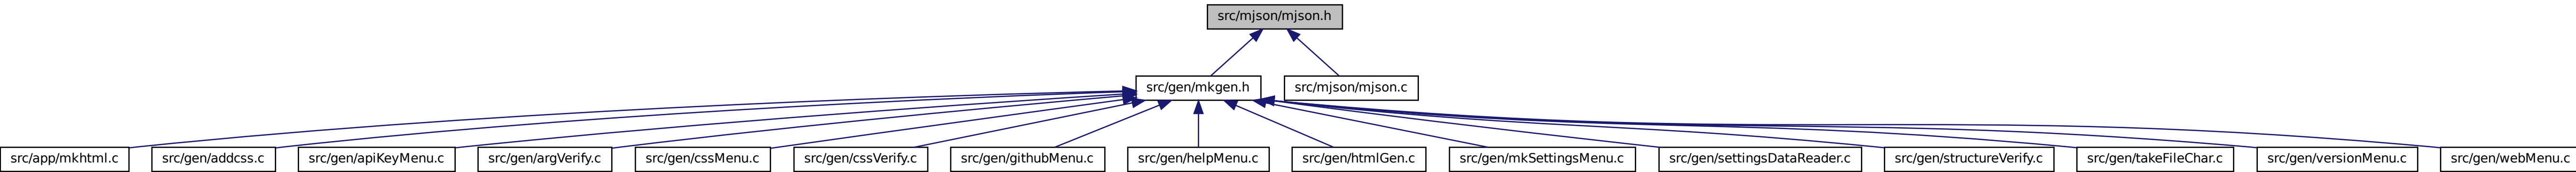 src/mjson/mjson.h
src/gen/mkgen.h
src/mjson/mjson.c
src/app/mkhtml.c
src/gen/addcss.c
src/gen/apiKeyMenu.c
src/gen/argVerify.c
src/gen/cssMenu.c
src/gen/cssVerify.c
src/gen/githubMenu.c
src/gen/helpMenu.c
src/gen/htmlGen.c
src/gen/mkSettingsMenu.c
src/gen/settingsDataReader.c
src/gen/structureVerify.c
src/gen/takeFileChar.c
src/gen/versionMenu.c
src/gen/webMenu.c